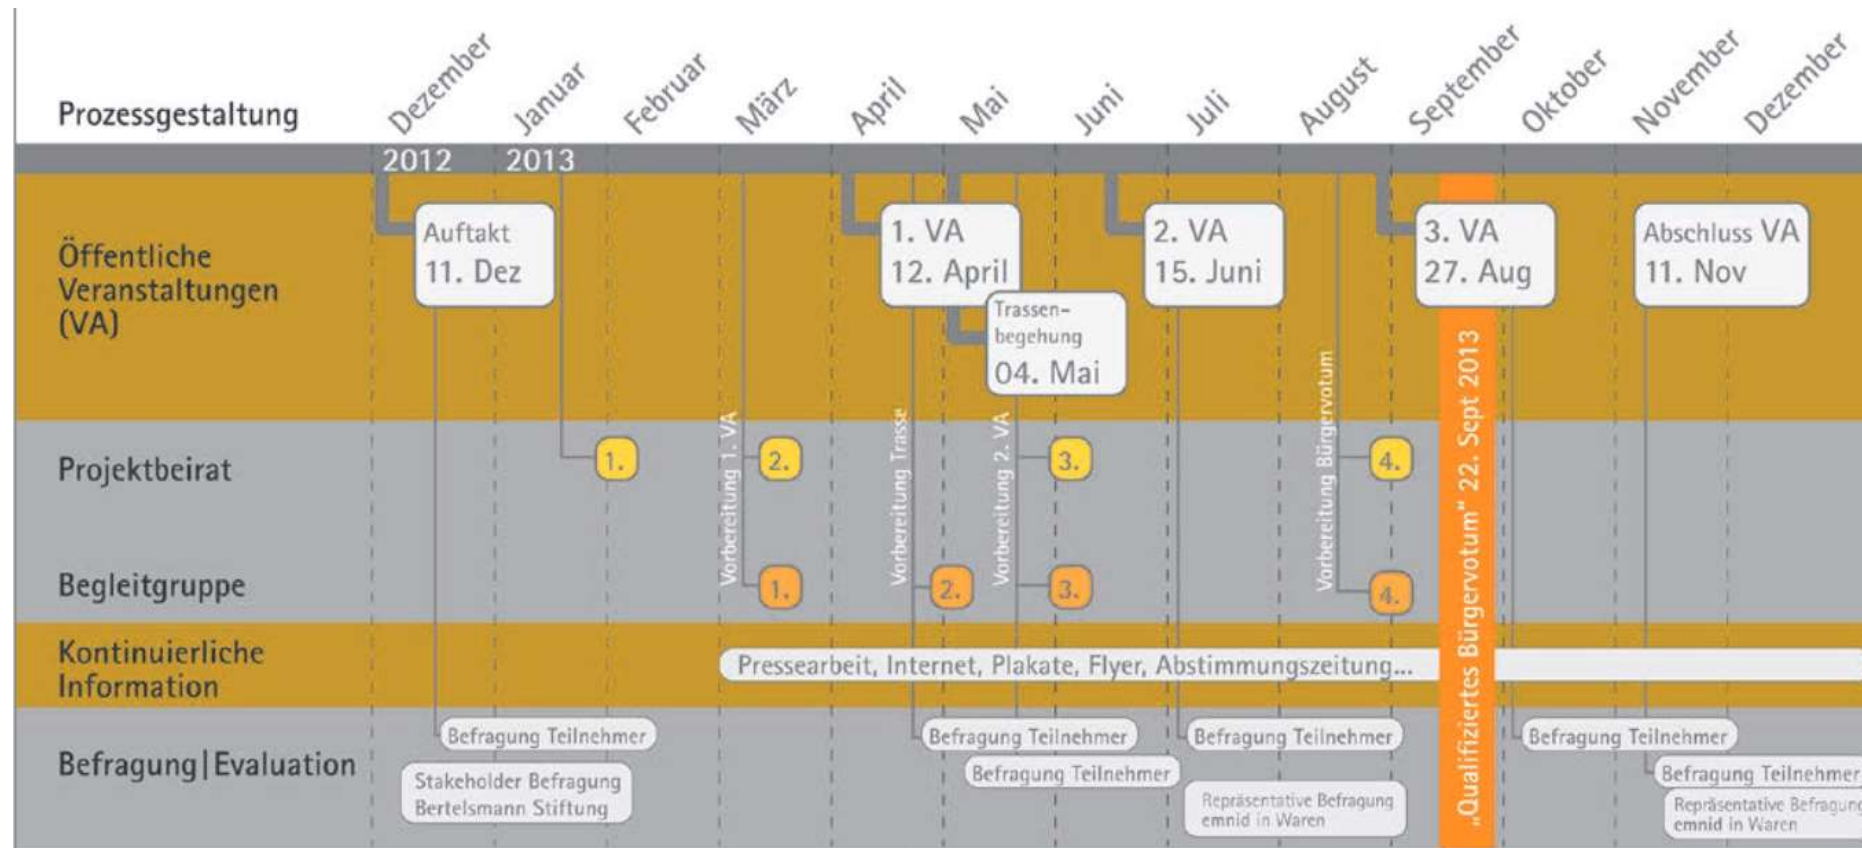 Prozessgestaltung
Dezember
Januar
Februar
März
April
Mai
Juni
Juli
August
September
Oktober
November
Dezember
2012
2013
Öffentliche
Veranstaltungen
(VA)
Auftakt
11. Dez
1. VA
12. April
Trassen-
begehung
04. Mai
2. VA
15. Juni
3. VA
27. Aug
Abschluss VA
11. Nov
Projektbeirat
1.
2.
3.
4.
Vorbereitung 1. VA
Vorbereitung Trasse
Vorbereitung 2. VA
Vorbereitung Bürgervotum
„Qualifiziertes Bürgervotum" 22. Sept 2013
Begleitgruppe
1.
2.
3.
4.
Kontinuierliche
Information
Pressearbeit, Internet, Plakate, Flyer, Abstimmungszeitung...
Befragung|Evaluation
Befragung Teilnehmer
Stakeholder Befragung
Bertelsmann Stiftung
Befragung Teilnehmer
Befragung Teilnehmer
Befragung Teilnehmer
Repräsentative Befragung
emnid in Waren
Befragung Teilnehmer
Befragung Teilnehmer
Repräsentative Befragung
emnid in Waren